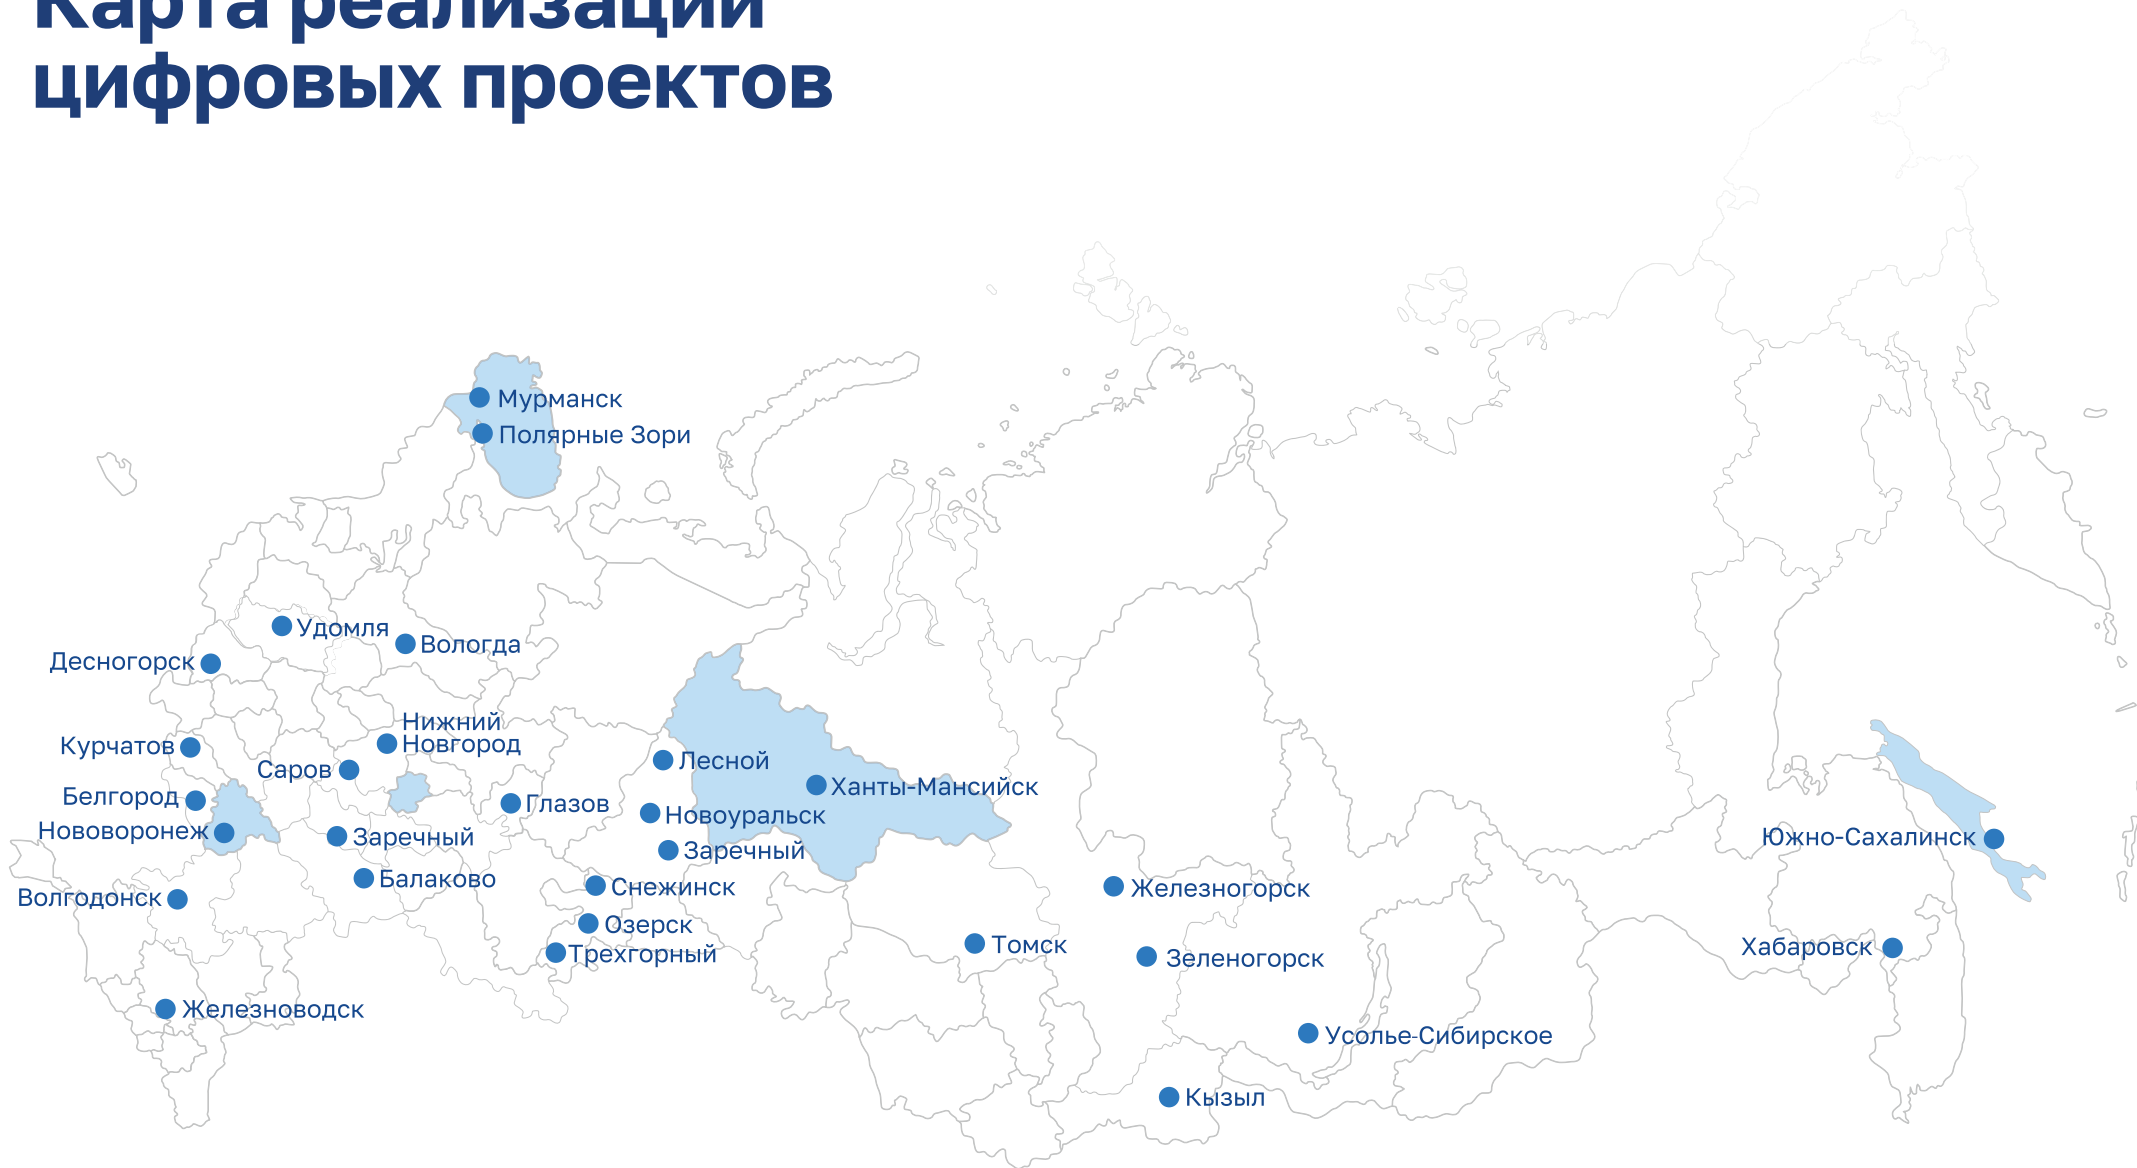 Карта реализации
цифровых проектов
Мурманск
Полярные Зори
Удомля
Вологда
Десногорск
Нижний
Новгород
Курчатов
Саров
Лесной
Ханты-Мансийск
Белгород
Глазов
Новоуральск
Нововоронеж
Заречный
Заречный
Южно-Сахалинск
Балаково
Снежинск
Железногорск
Волгодонск
Озерск
Томск
Хабаровск
Трехгорный
Зеленогорск
Железноводск
Усолье-Сибирское
Кызыл